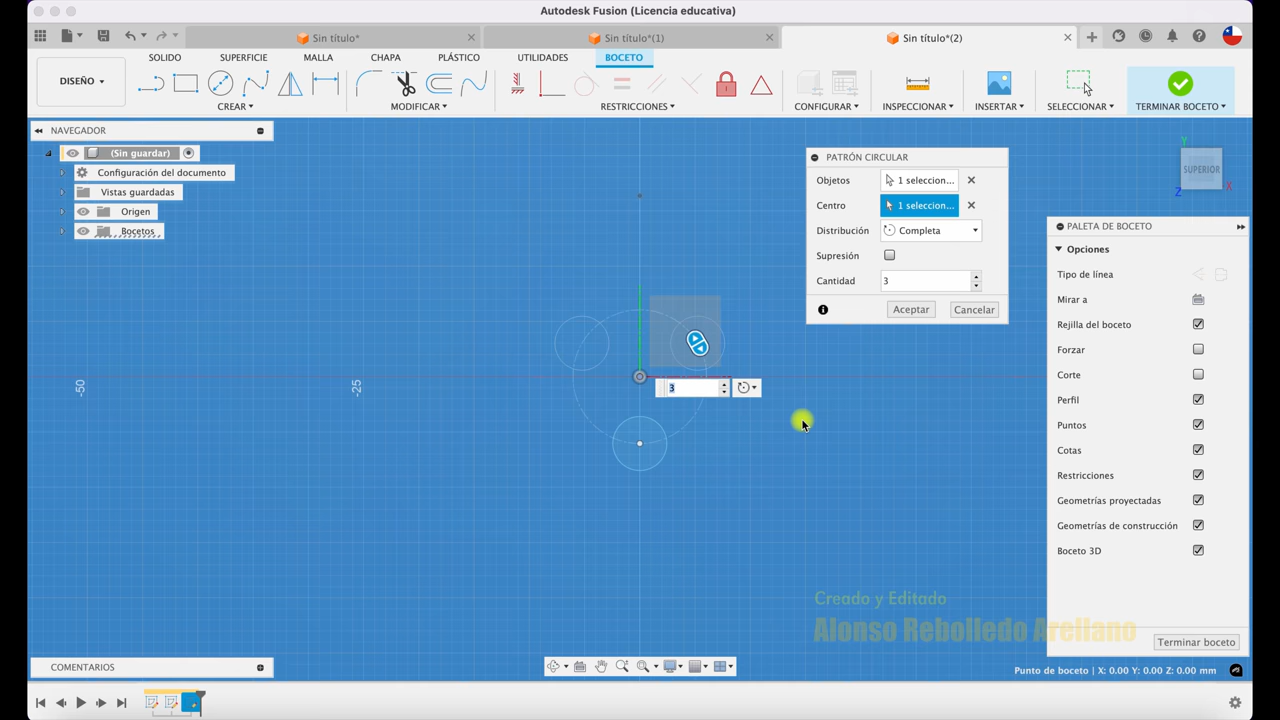 Autodesk Fusion (Licencia educativa)
Sin título*
Sin título*(1)
Sin título*(2)
DISEÑO
SOLIDO
SUPERFICIE
MALLA
CHAPA
PLÁSTICO
UTILIDADES
BOCETO
CREAR
MODIFICAR
RESTRICCIONES
CONFIGURAR
INSPECCIONAR
INSERTAR
SELECCIONAR
TERMINAR BOCETO
NAVEGADOR
(Sin guardar)
Configuración del documento
Vistas guardadas
Origen
Bocetos
PATRÓN CIRCULAR
Objetos 1 seleccion...
Centro 1 seleccion...
Distribución Completa
Supresión
Cantidad 3
Aceptar Cancelar
Y
SUPERIOR
X
Z
PALETA DE BOCETO
Opciones
Tipo de línea
Mirar a
Rejilla del boceto
Forzar
Corte
Perfil
Puntos
Cotas
Restricciones
Geometrías proyectadas
Geometrías de construcción
Boceto 3D
Terminar boceto
-50
-25
3
Creado y Editado
Alonso Rebolledo Arellano
COMENTARIOS
Punto de boceto | X: 0.00 Y: 0.00 Z: 0.00 mm